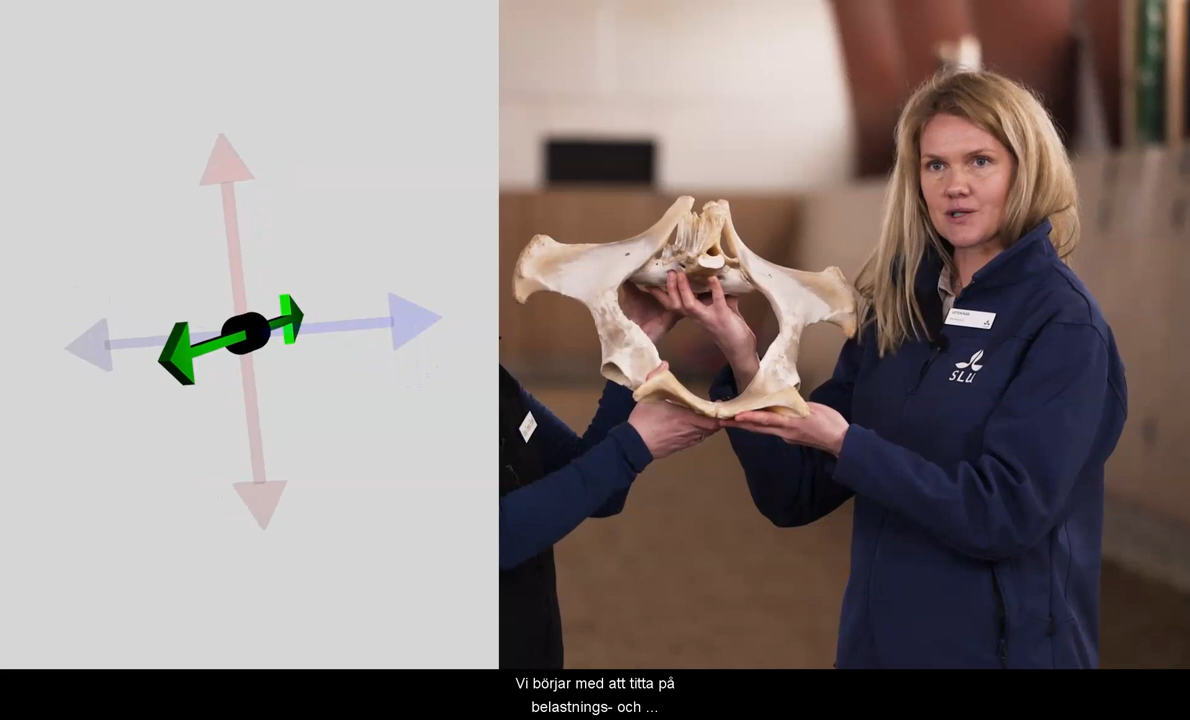 SLU
Vi börjar med att titta på
belastnings- och ...